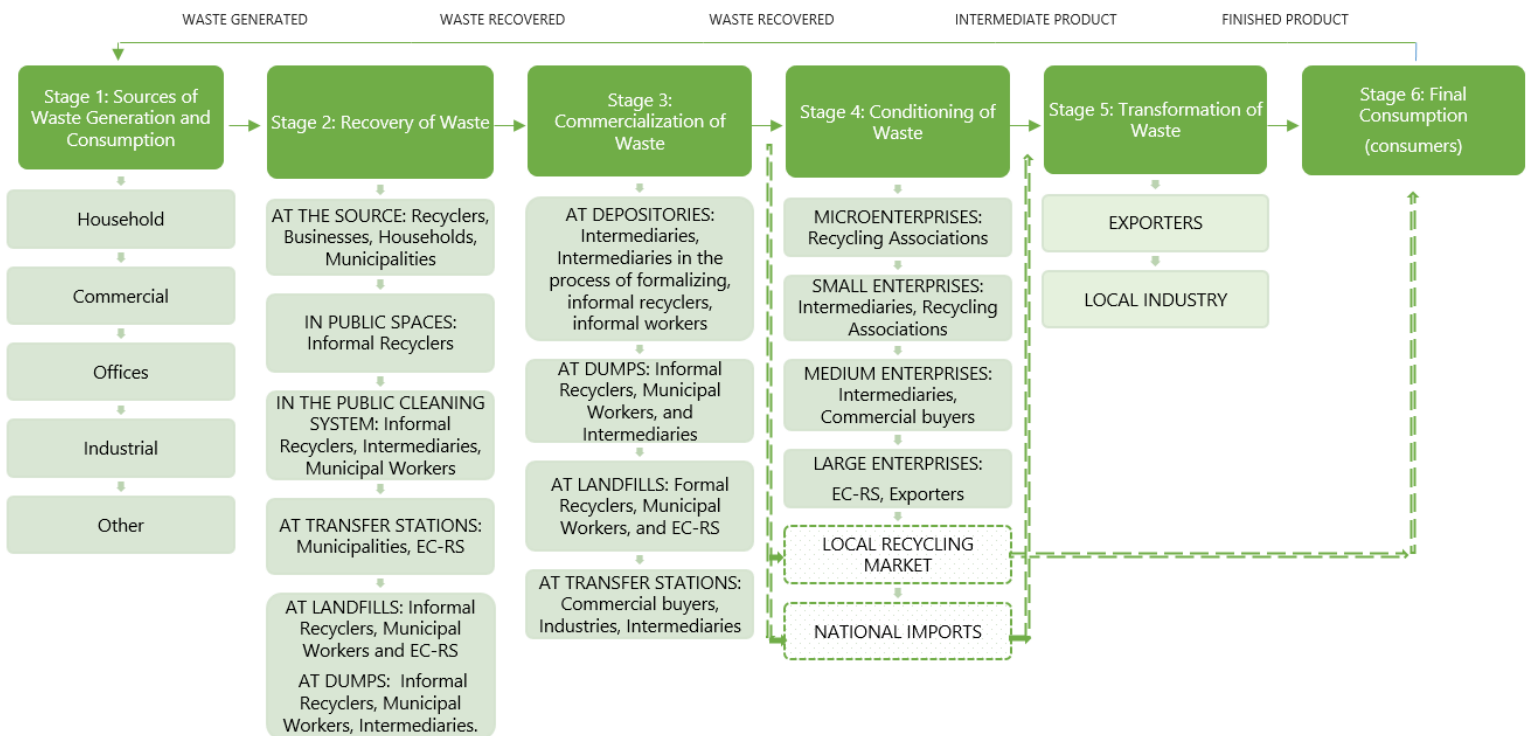 WASTE GENERATED
WASTE RECOVERED
WASTE RECOVERED
INTERMEDIATE PRODUCT
FINISHED PRODUCT
Stage 1: Sources of
Waste Generation and
Consumption
Household
Commercial
Offices
Industrial
Other
Stage 2: Recovery of Waste
AT THE SOURCE: Recyclers,
Businesses, Households,
Municipalities
IN PUBLIC SPACES:
Informal Recyclers
IN THE PUBLIC CLEANING
SYSTEM: Informal
Recyclers, Intermediaries,
Municipal Workers
AT TRANSFER STATIONS:
Municipalities, EC-RS
AT LANDFILLS: Informal
Recyclers, Municipal
Workers and EC-RS
AT DUMPS: Informal
Recyclers, Municipal
Workers, Intermediaries.
Stage 3:
Commercialization of
Waste
AT DEPOSITORIES:
Intermediaries,
Intermediaries in the
process of formalizing,
informal recyclers,
informal workers
AT DUMPS: Informal
Recyclers, Municipal
Workers, and
Intermediaries
AT LANDFILLS: Formal
Recyclers, Municipal
Workers, and EC-RS
AT TRANSFER STATIONS:
Commercial buyers,
Industries, Intermediaries
Stage 4: Conditioning of
Waste
MICROENTERPRISES:
Recycling Associations
SMALL ENTERPRISES:
Intermediaries, Recycling
Associations
MEDIUM ENTERPRISES:
Intermediaries,
Commercial buyers
LARGE ENTERPRISES:
EC-RS, Exporters
LOCAL RECYCLING
MARKET
NATIONAL IMPORTS
Stage 5: Transformation of
Waste
EXPORTERS
LOCAL INDUSTRY
Stage 6: Final
Consumption
(consumers)